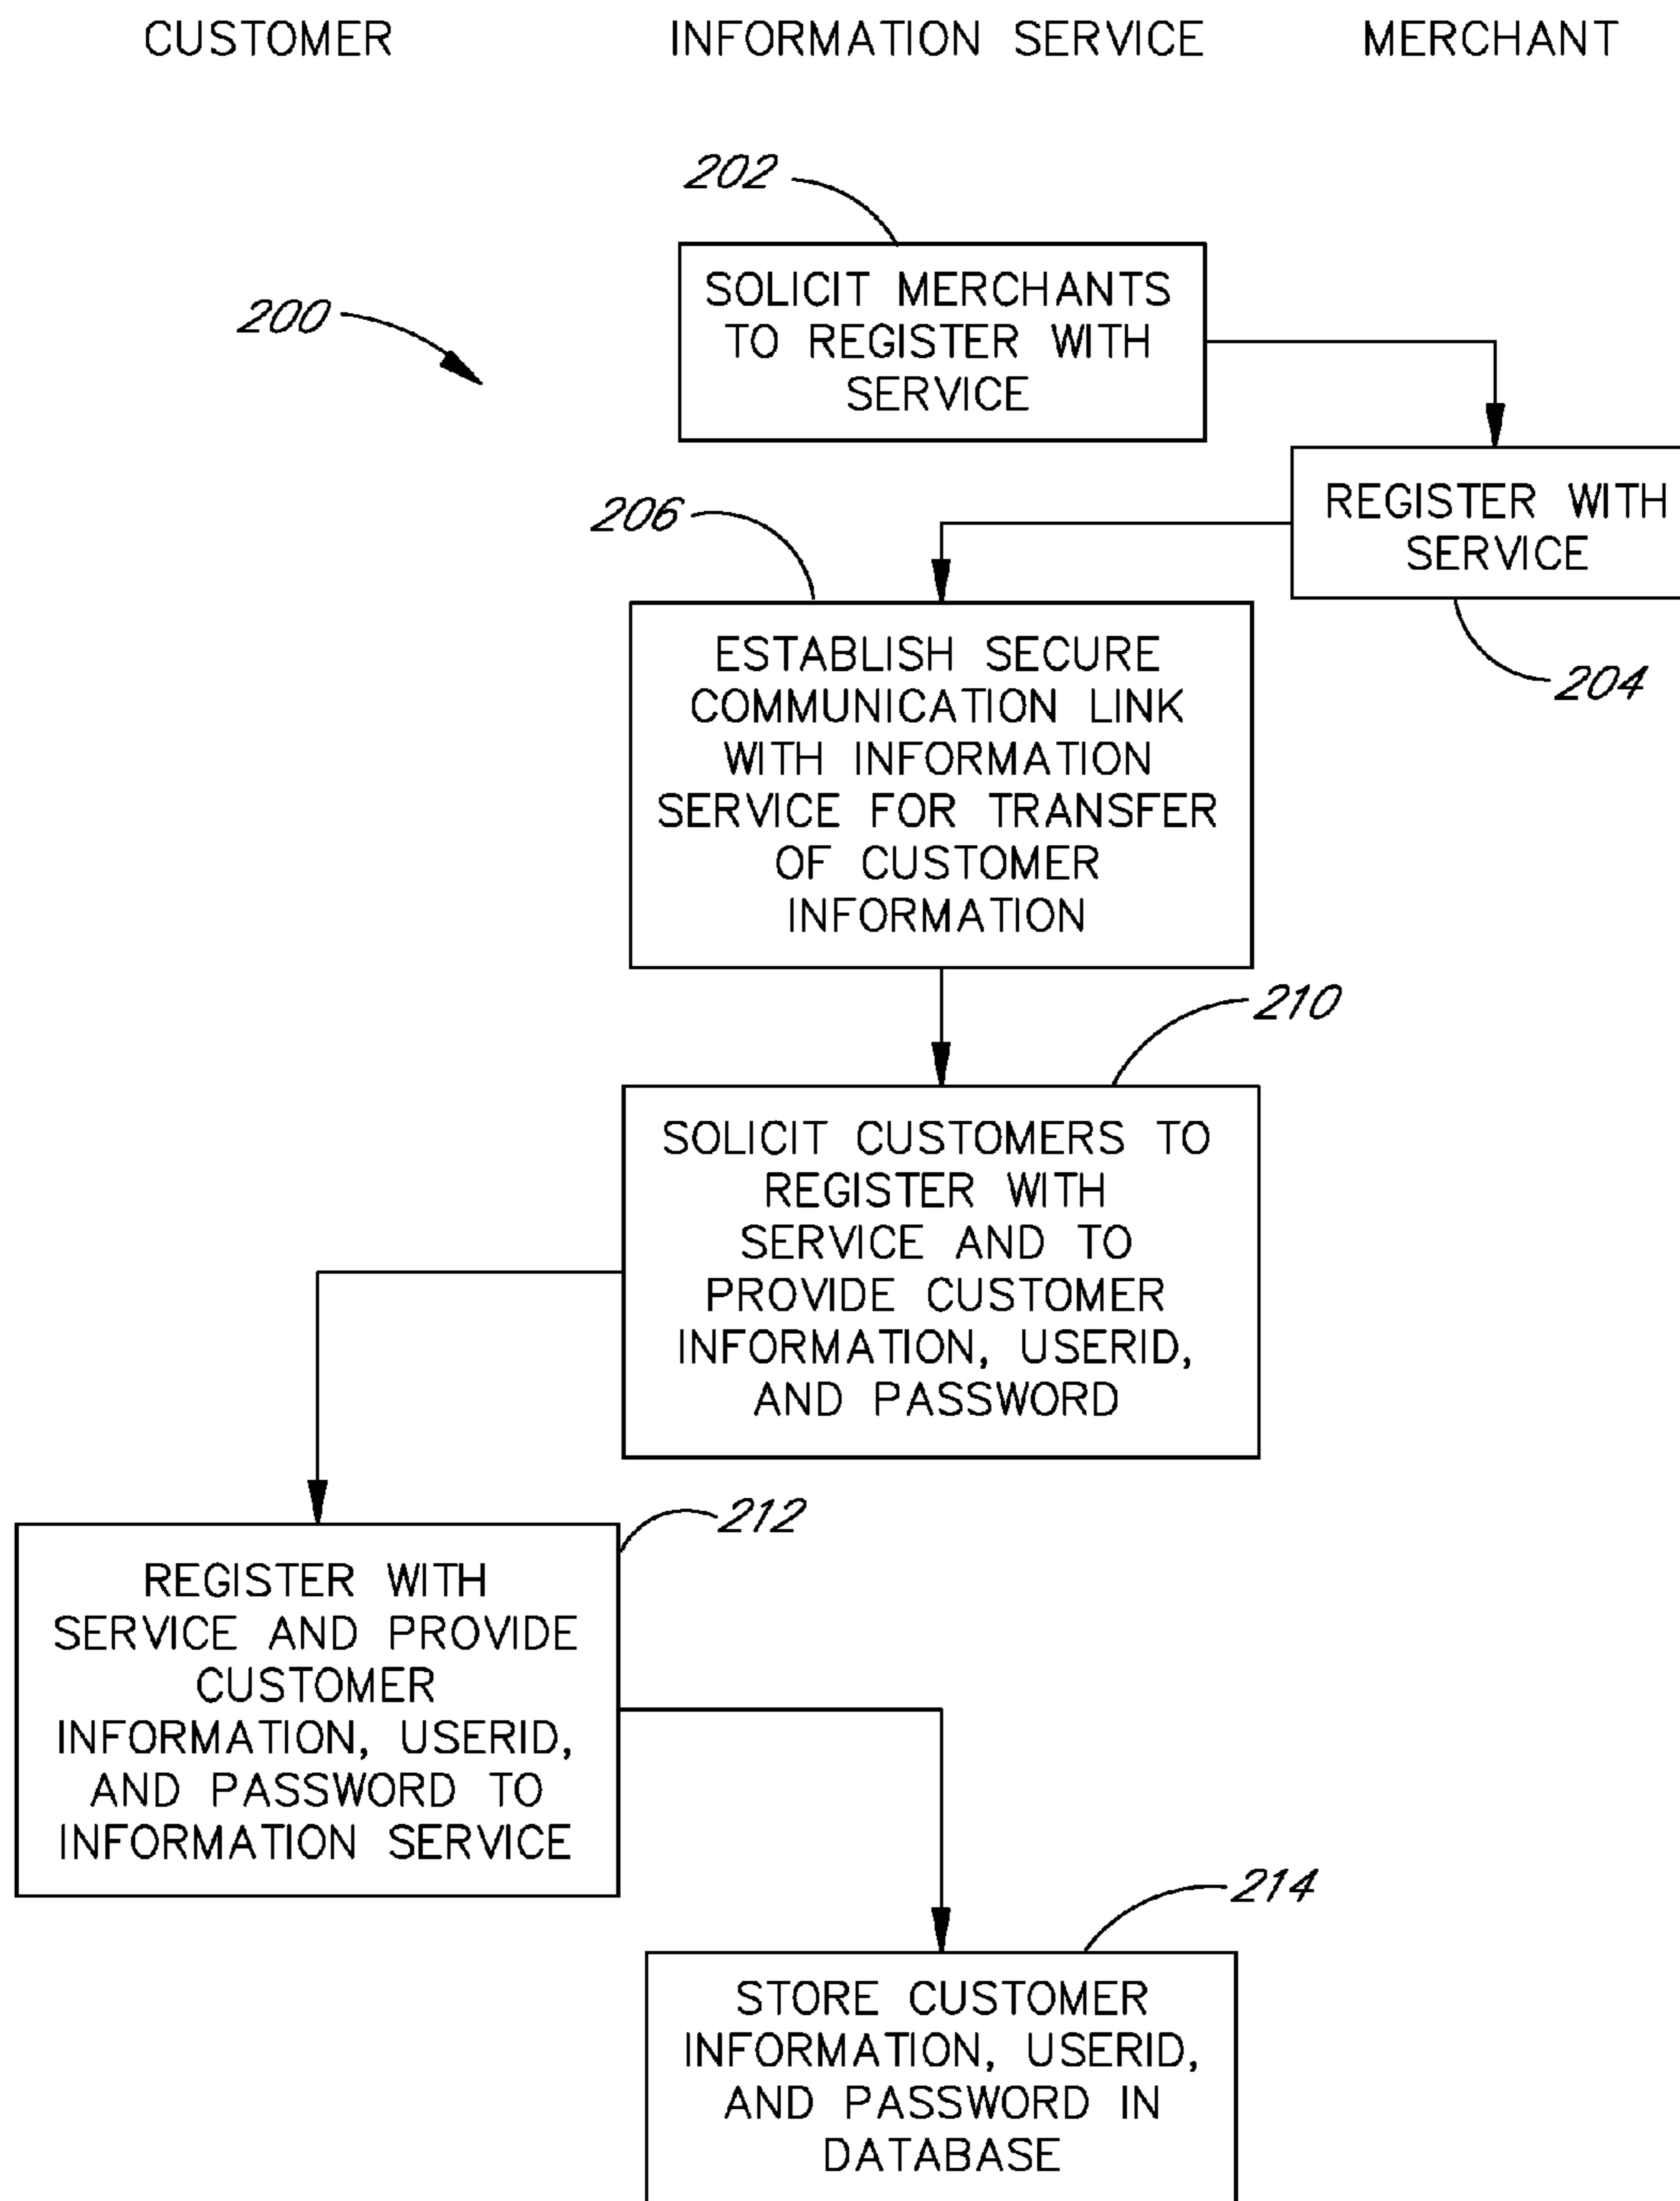 CUSTOMER INFORMATION SERVICE MERCHANT
202
SOLICIT MERCHANTS
TO REGISTER WITH
SERVICE
200
REGISTER WITH
SERVICE
204
206
ESTABLISH SECURE
COMMUNICATION LINK
WITH INFORMATION
SERVICE FOR TRANSFER
OF CUSTOMER
INFORMATION
210
SOLICIT CUSTOMERS TO
REGISTER WITH
SERVICE AND TO
PROVIDE CUSTOMER
INFORMATION, USERID,
AND PASSWORD
212
REGISTER WITH
SERVICE AND PROVIDE
CUSTOMER
INFORMATION, USERID,
AND PASSWORD TO
INFORMATION SERVICE
214
STORE CUSTOMER
INFORMATION, USERID,
AND PASSWORD IN
DATABASE